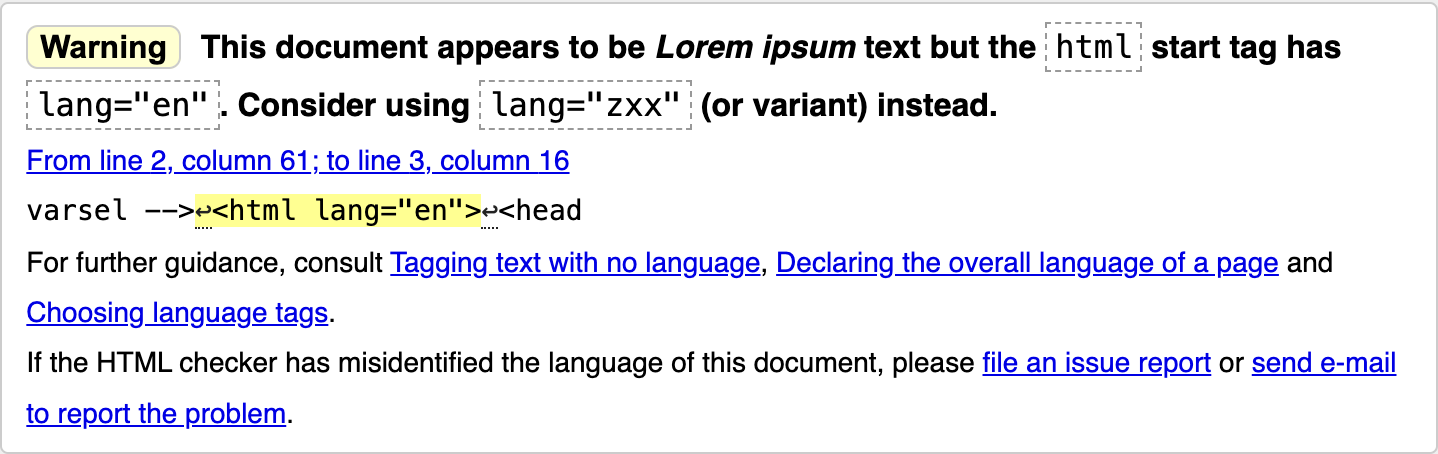 Warning This document appears to be Lorem ipsum text but the html start tag has
lang="en". Consider using lang="zxx" (or variant) instead.
From line 2, column 61; to line 3, column 16
varsel -->↩<html lang="en">↩<head
For further guidance, consult Tagging text with no language, Declaring the overall language of a page and
Choosing language tags.
If the HTML checker has misidentified the language of this document, please file an issue report or send e-mail
to report the problem.